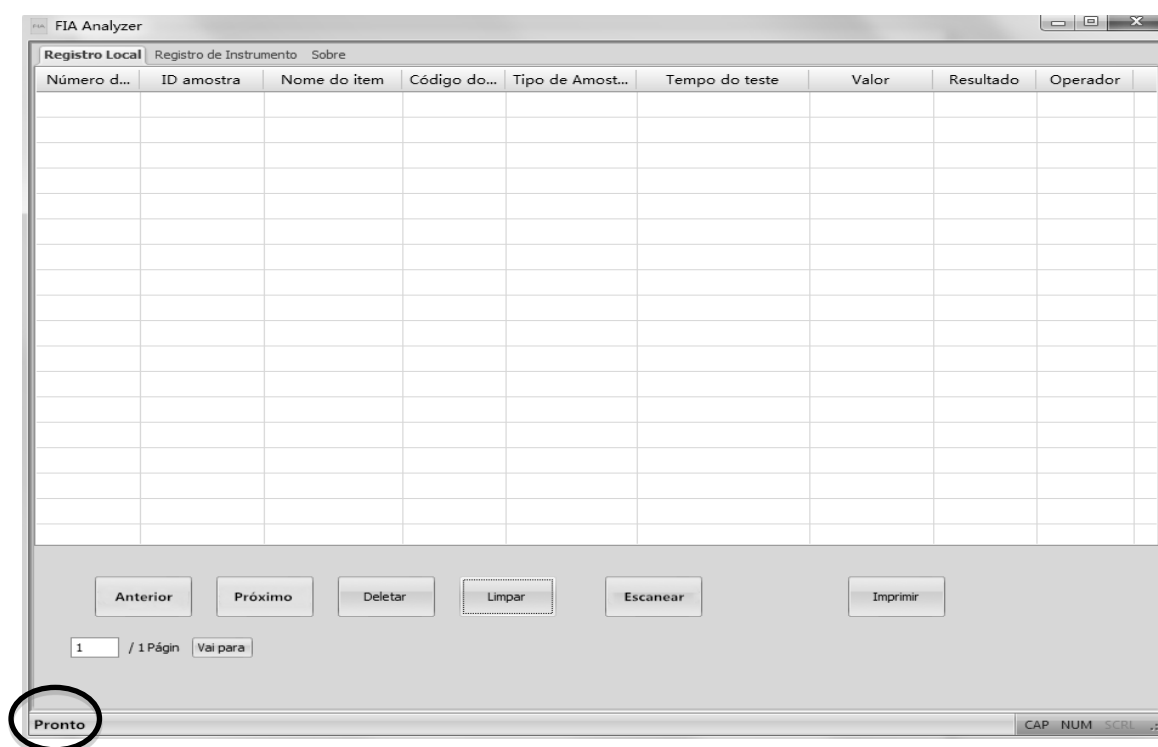 FIA FIA Analyzer
Registro Local Registro de Instrumento Sobre
Número d... ID amostra Nome do item Código do... Tipo de Amost... Tempo do teste Valor Resultado Operador
Anterior Próximo Deletar Limpar Escanear Imprimir
1 / 1 Págin Vai para
Pronto CAP NUM SCRL